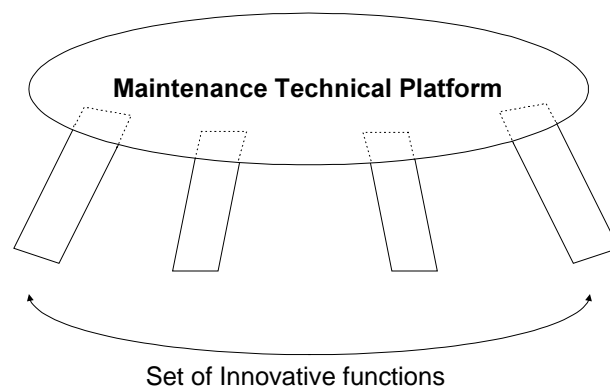 Maintenance Technical Platform
Set of Innovative functions